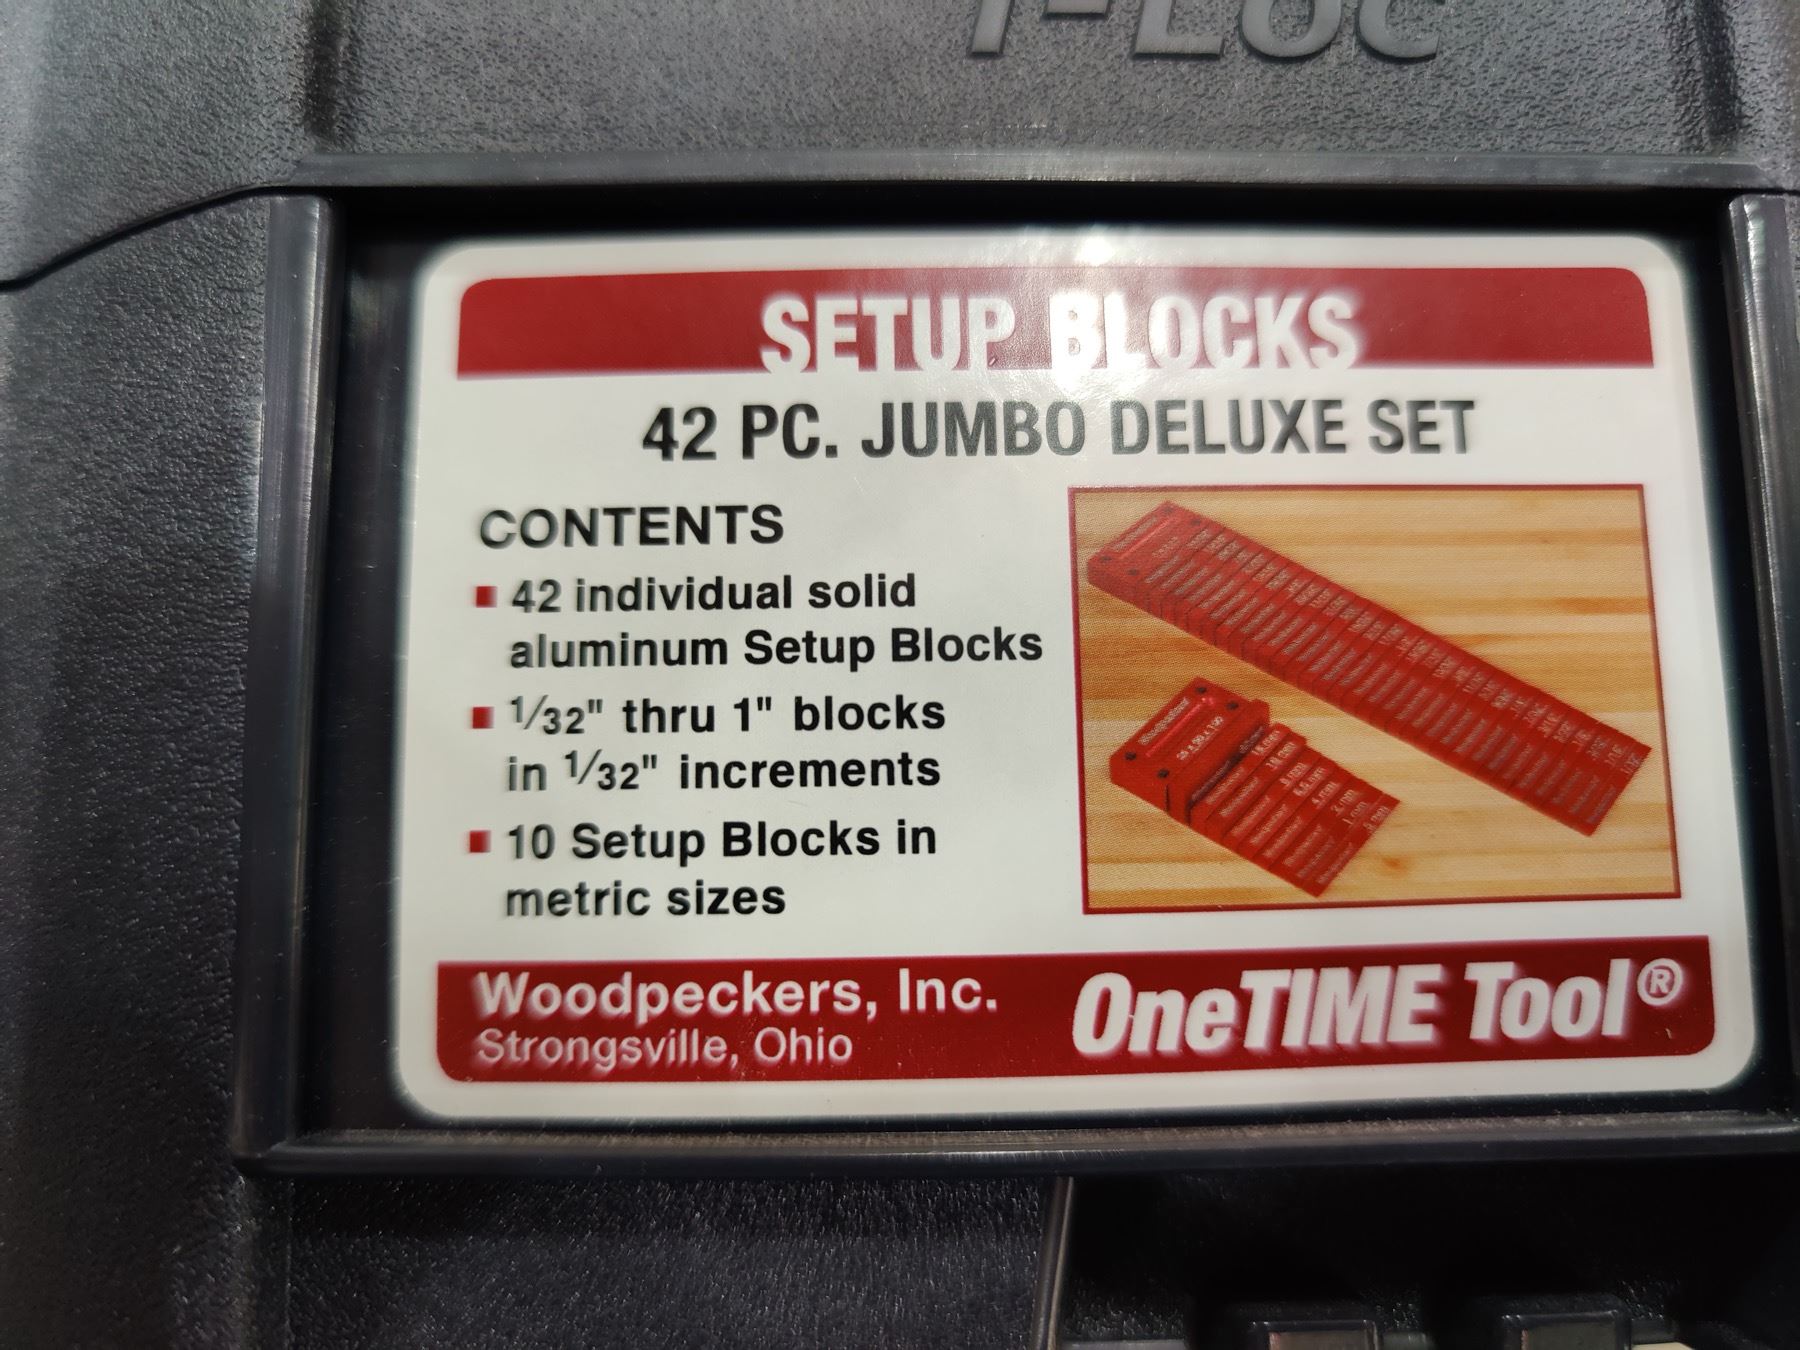 T-Loc
SETUP BLOCKS
42 PC. JUMBO DELUXE SET
CONTENTS
▪ 42 individual solid
aluminum Setup Blocks
▪ 1/32" thru 1" blocks
in 1/32" increments
▪ 10 Setup Blocks in
metric sizes
Woodpeckers, Inc.
Strongsville, Ohio
OneTIME Tool®